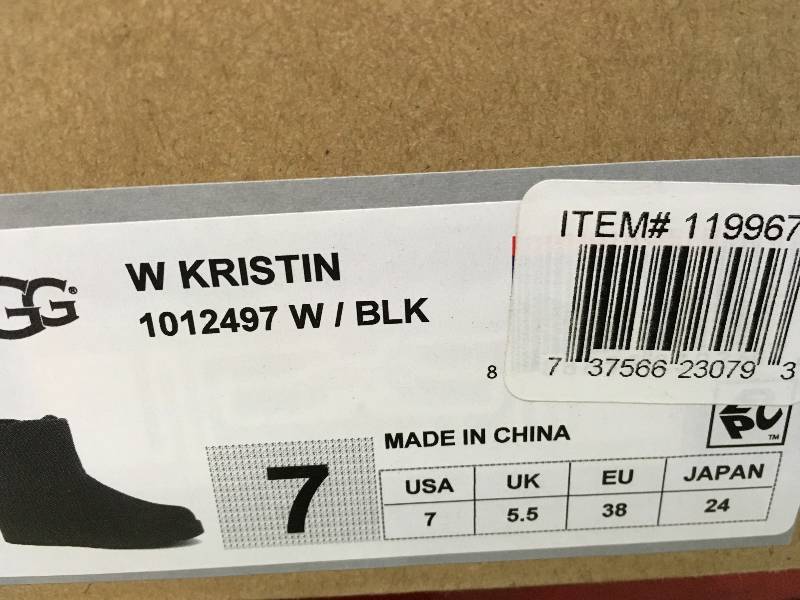 GG®
W KRISTIN
1012497 W / BLK
ITEM# 119967
7 37566 23079 3
8
MADE IN CHINA
™
7
USA UK EU JAPAN
7 5.5 38 24